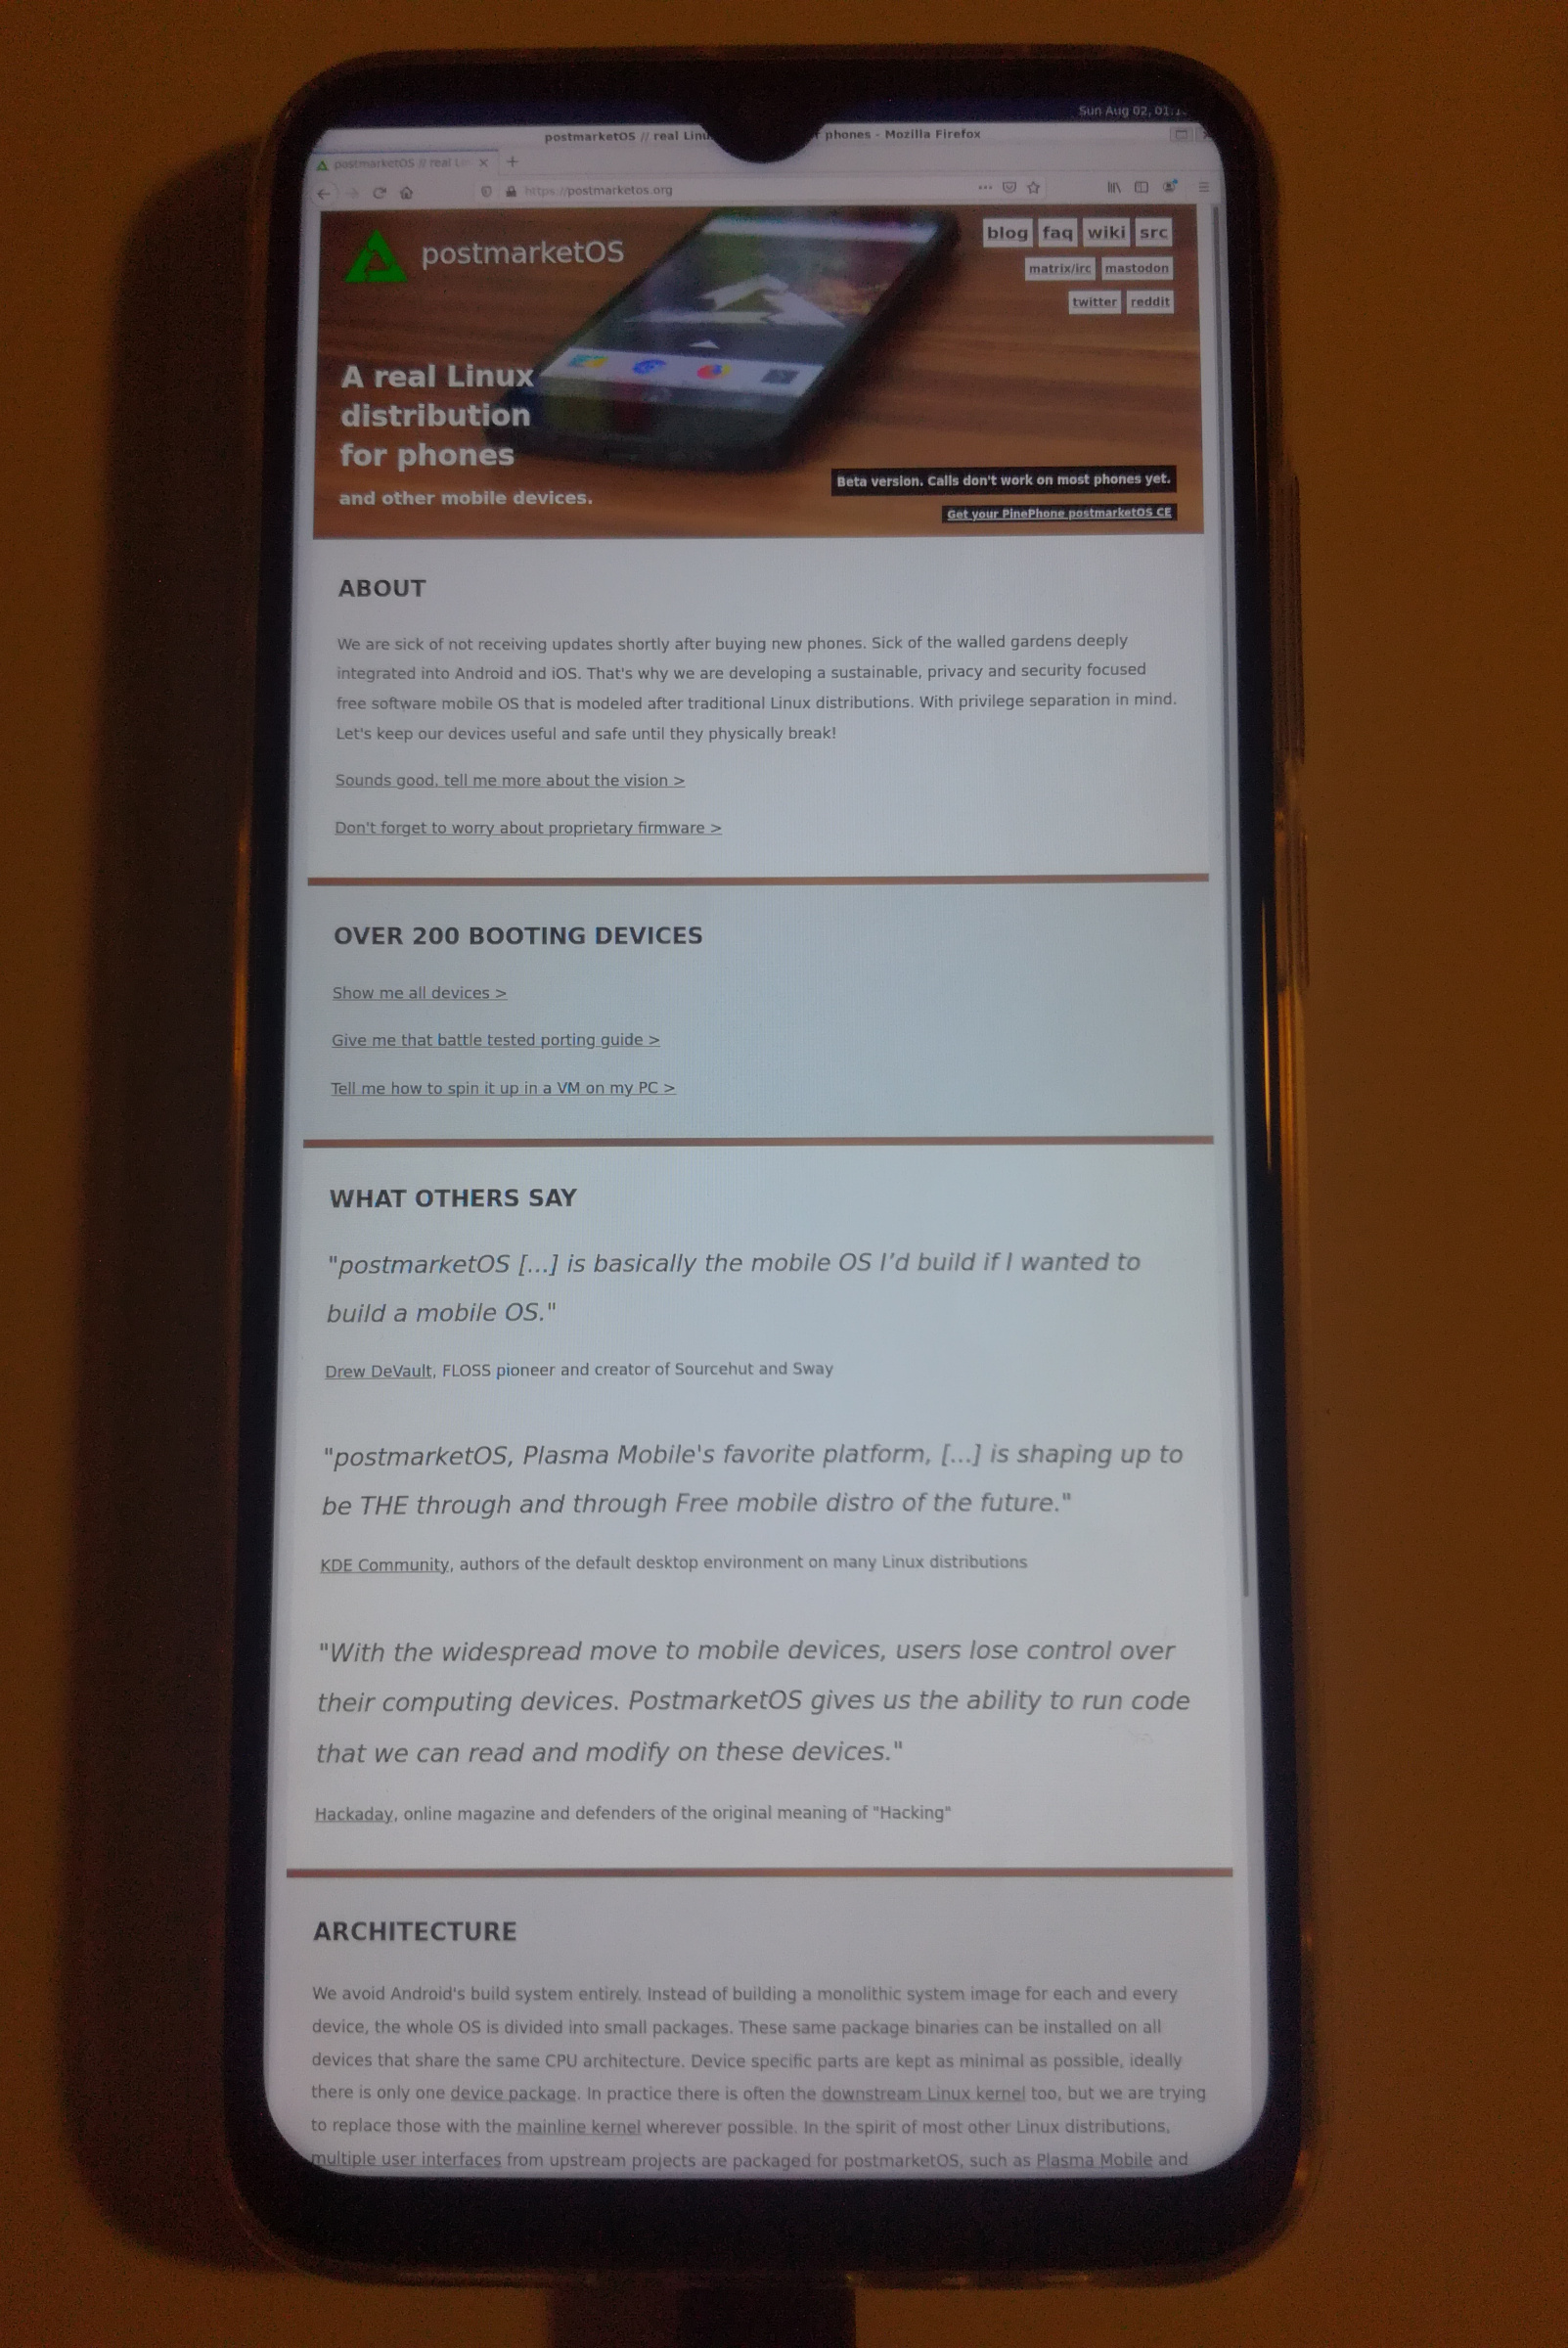 Sun Aug 02, 01:
postmarketOS // real Linu phones - Mozilla Firefox
postmarketOS // real Li
https://postmarketos.org
postmarketOS
blog faq wiki src
matrix/irc mastodon
twitter reddit
A real Linux
distribution
for phones
and other mobile devices.
Beta version. Calls don't work on most phones yet.
Get your PinePhone postmarketOS CE
ABOUT
We are sick of not receiving updates shortly after buying new phones. Sick of the walled gardens deeply
integrated into Android and iOS. That's why we are developing a sustainable, privacy and security focused
free software mobile OS that is modeled after traditional Linux distributions. With privilege separation in mind.
Let's keep our devices useful and safe until they physically break!
Sounds good, tell me more about the vision >
Don't forget to worry about proprietary firmware >
OVER 200 BOOTING DEVICES
Show me all devices >
Give me that battle tested porting guide >
Tell me how to spin it up in a VM on my PC >
WHAT OTHERS SAY
"postmarketOS [...] is basically the mobile OS I’d build if I wanted to
build a mobile OS."
Drew DeVault, FLOSS pioneer and creator of Sourcehut and Sway
"postmarketOS, Plasma Mobile's favorite platform, [...] is shaping up to
be THE through and through Free mobile distro of the future."
KDE Community, authors of the default desktop environment on many Linux distributions
"With the widespread move to mobile devices, users lose control over
their computing devices. PostmarketOS gives us the ability to run code
that we can read and modify on these devices."
Hackaday, online magazine and defenders of the original meaning of "Hacking"
ARCHITECTURE
We avoid Android's build system entirely. Instead of building a monolithic system image for each and every
device, the whole OS is divided into small packages. These same package binaries can be installed on all
devices that share the same CPU architecture. Device specific parts are kept as minimal as possible, ideally
there is only one device package. In practice there is often the downstream Linux kernel too, but we are trying
to replace those with the mainline kernel wherever possible. In the spirit of most other Linux distributions,
multiple user interfaces from upstream projects are packaged for postmarketOS, such as Plasma Mobile and